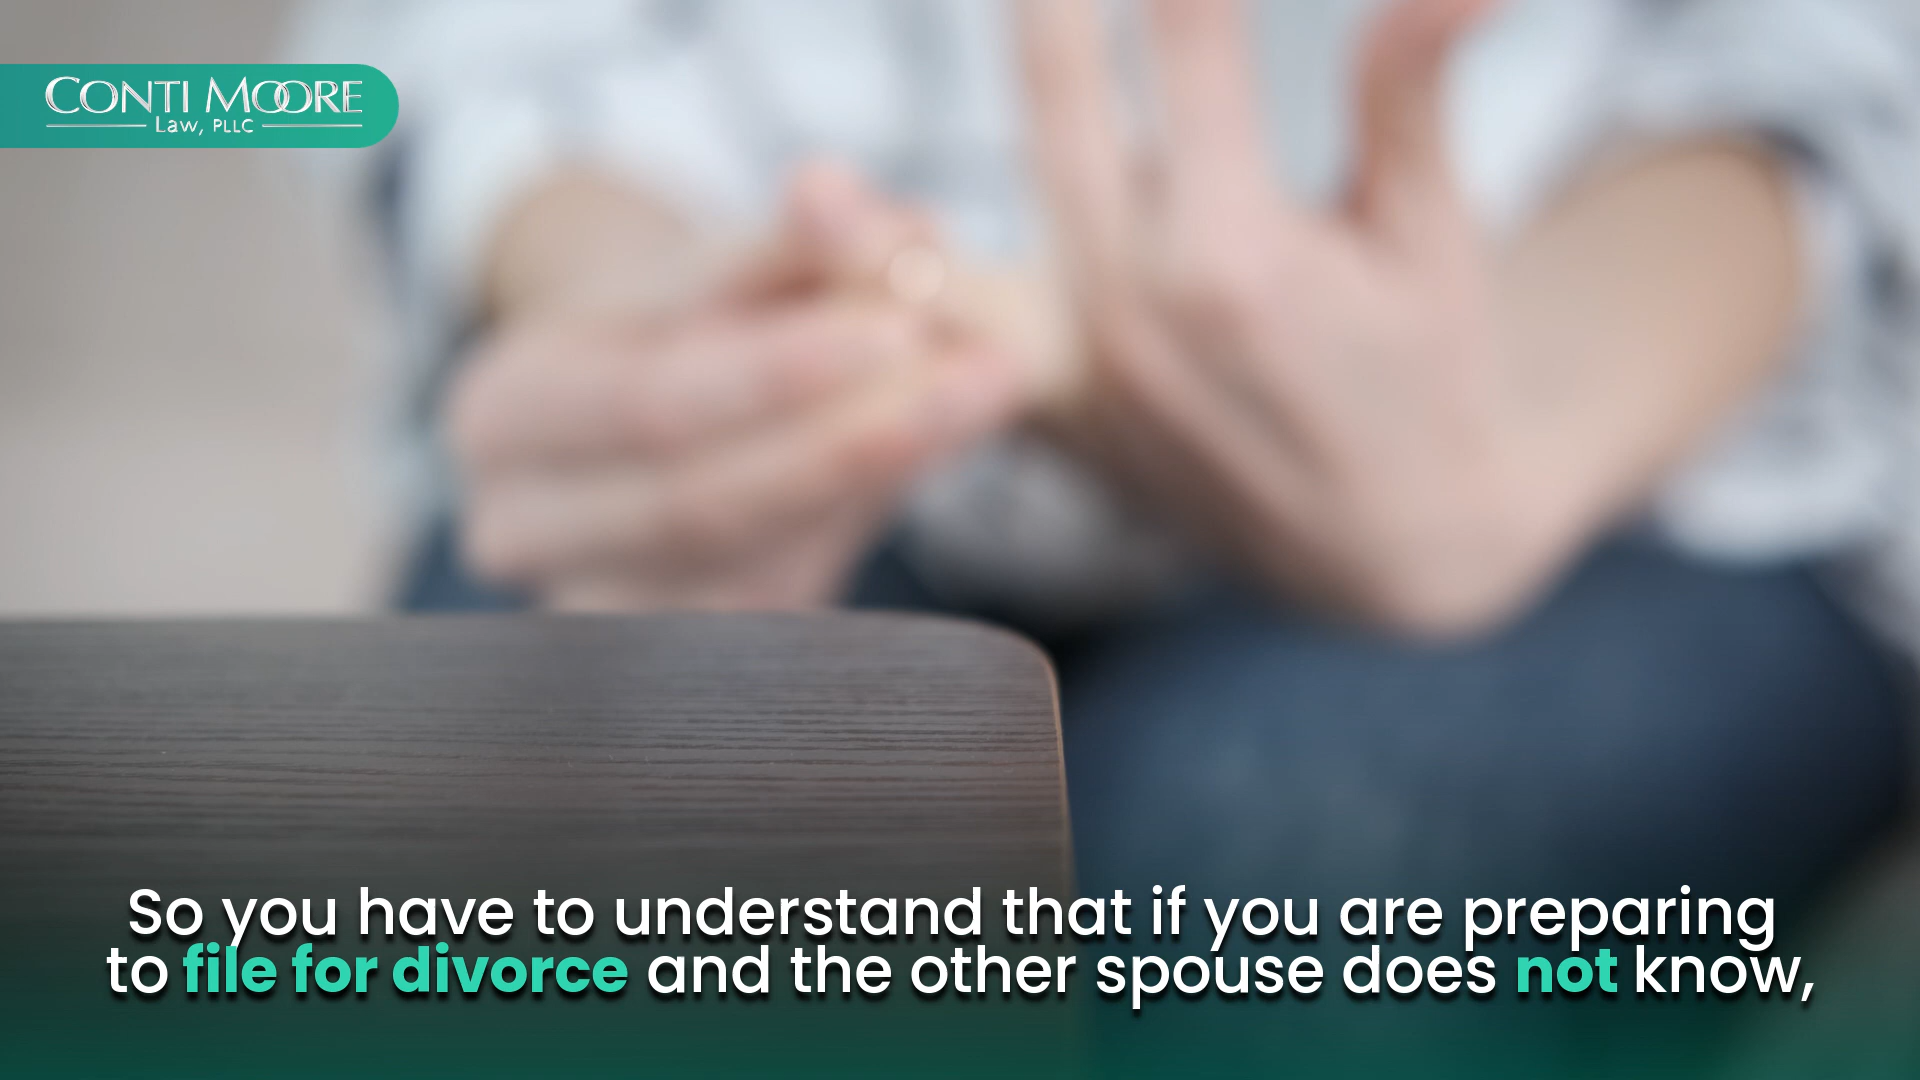 CONTI MOORE
Law, PLLC
So you have to understand that if you are preparing
to file for divorce and the other spouse does not know,